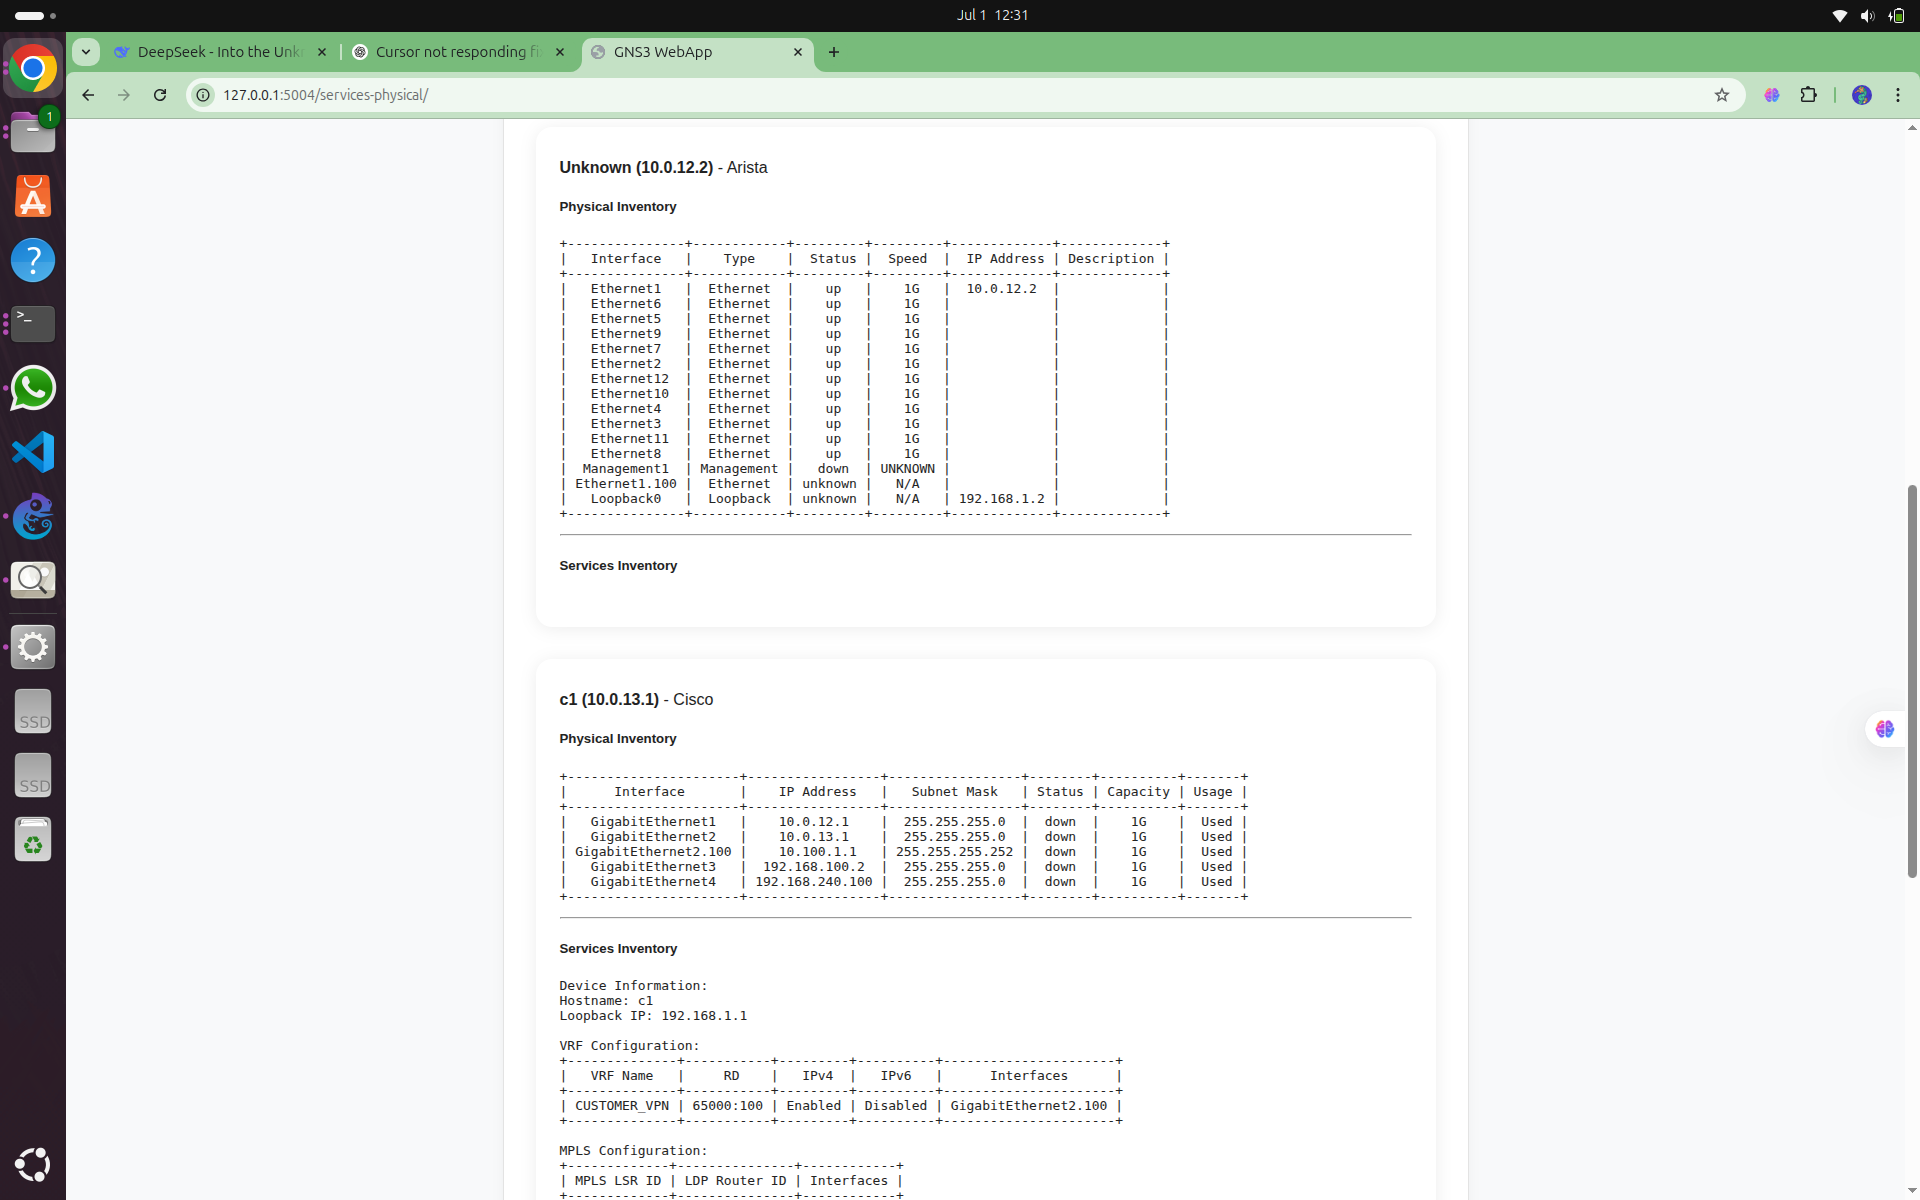 Jul 1 12:31
DeepSeek - Into the Unk
Cursor not responding fi
GNS3 WebApp
127.0.0.1:5004/services-physical/
1
SSD
SSD
Unknown (10.0.12.2) - Arista
Physical Inventory
+---------------+------------+---------+---------+-------------+-------------+
|   Interface   |    Type    |  Status |  Speed  |  IP Address | Description |
+---------------+------------+---------+---------+-------------+-------------+
|   Ethernet1   |  Ethernet  |    up   |    1G   |  10.0.12.2  |             |
|   Ethernet6   |  Ethernet  |    up   |    1G   |             |             |
|   Ethernet5   |  Ethernet  |    up   |    1G   |             |             |
|   Ethernet9   |  Ethernet  |    up   |    1G   |             |             |
|   Ethernet7   |  Ethernet  |    up   |    1G   |             |             |
|   Ethernet2   |  Ethernet  |    up   |    1G   |             |             |
|   Ethernet12  |  Ethernet  |    up   |    1G   |             |             |
|   Ethernet10  |  Ethernet  |    up   |    1G   |             |             |
|   Ethernet4   |  Ethernet  |    up   |    1G   |             |             |
|   Ethernet3   |  Ethernet  |    up   |    1G   |             |             |
|   Ethernet11  |  Ethernet  |    up   |    1G   |             |             |
|   Ethernet8   |  Ethernet  |    up   |    1G   |             |             |
|  Management1  | Management |   down  | UNKNOWN |             |             |
| Ethernet1.100 |  Ethernet  | unknown |   N/A   |             |             |
|   Loopback0   |  Loopback  | unknown |   N/A   | 192.168.1.2 |             |
+---------------+------------+---------+---------+-------------+-------------+
Services Inventory
c1 (10.0.13.1) - Cisco
Physical Inventory
+----------------------+-----------------+-----------------+--------+----------+-------+
|      Interface       |    IP Address   |   Subnet Mask   | Status | Capacity | Usage |
+----------------------+-----------------+-----------------+--------+----------+-------+
|   GigabitEthernet1   |    10.0.12.1    |  255.255.255.0  |  down  |    1G    |  Used |
|   GigabitEthernet2   |    10.0.13.1    |  255.255.255.0  |  down  |    1G    |  Used |
| GigabitEthernet2.100 |    10.100.1.1   | 255.255.255.252 |  down  |    1G    |  Used |
|   GigabitEthernet3   |  192.168.100.2  |  255.255.255.0  |  down  |    1G    |  Used |
|   GigabitEthernet4   | 192.168.240.100 |  255.255.255.0  |  down  |    1G    |  Used |
+----------------------+-----------------+-----------------+--------+----------+-------+
Services Inventory
Device Information:
Hostname: c1
Loopback IP: 192.168.1.1
VRF Configuration:
+--------------+-----------+---------+----------+----------------------+
|   VRF Name   |     RD    |   IPv4  |   IPv6   |      Interfaces      |
+--------------+-----------+---------+----------+----------------------+
| CUSTOMER_VPN | 65000:100 | Enabled | Disabled | GigabitEthernet2.100 |
+--------------+-----------+---------+----------+----------------------+
MPLS Configuration:
+-------------+---------------+------------+
| MPLS LSR ID | LDP Router ID | Interfaces |
+-------------+---------------+------------+